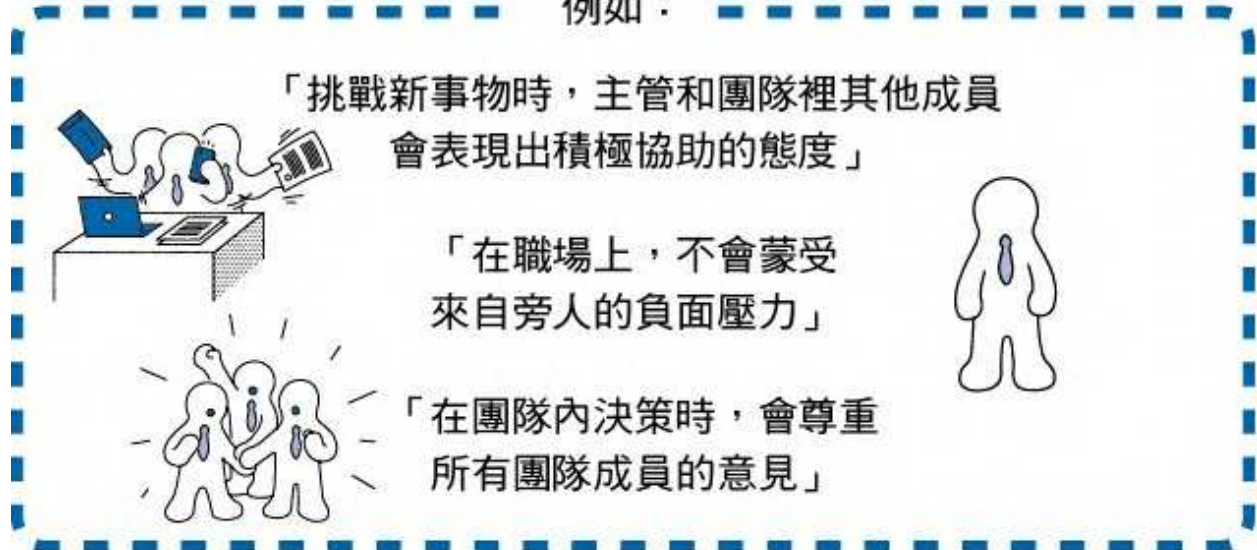 例如：
「挑戰新事物時，主管和團隊裡其他成員
會表現出積極協助的態度」
「在職場上，不會蒙受
來自旁人的負面壓力」
「在團隊內決策時，會尊重
所有團隊成員的意見」